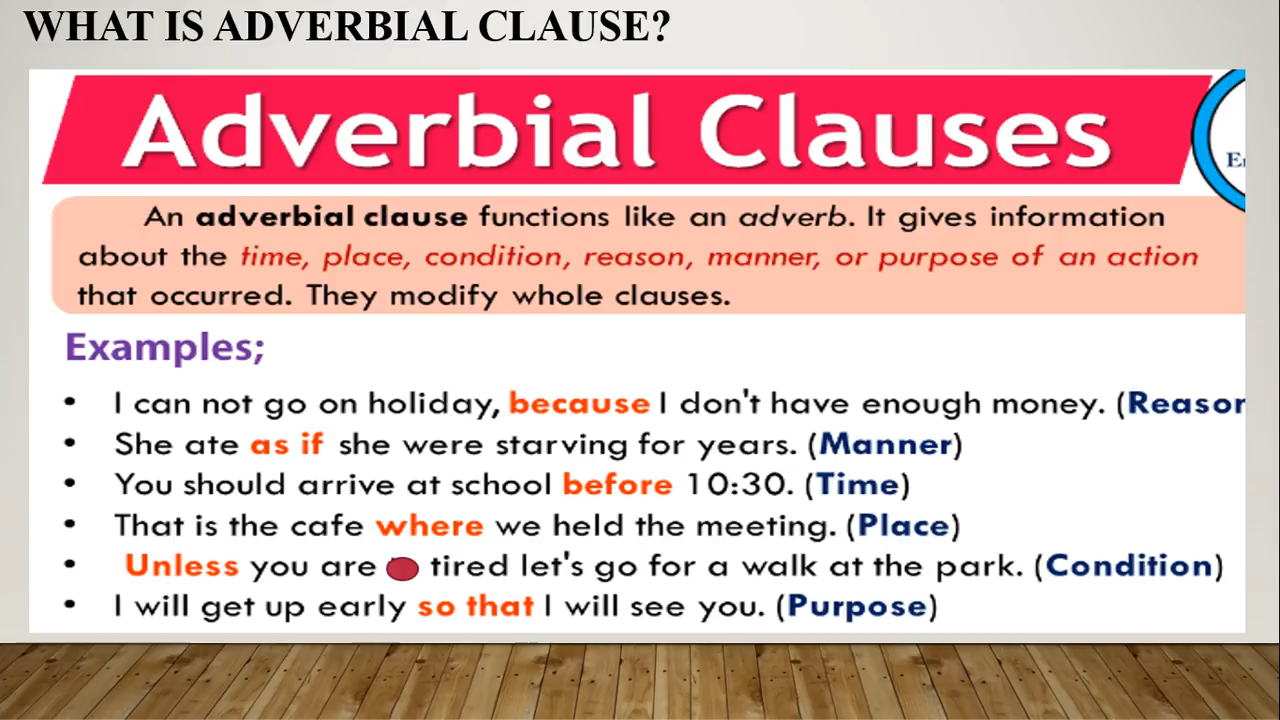 WHAT IS ADVERBIAL CLAUSE?
Adverbial Clauses
An adverbial clause functions like an adverb. It gives information
about the time, place, condition, reason, manner, or purpose of an action
that occurred. They modify whole clauses.
Examples;
• I can not go on holiday, because I don't have enough money. (Reason
• She ate as if she were starving for years. (Manner)
• You should arrive at school before 10:30. (Time)
• That is the cafe where we held the meeting. (Place)
• Unless you are tired let's go for a walk at the park. (Condition)
• I will get up early so that I will see you. (Purpose)